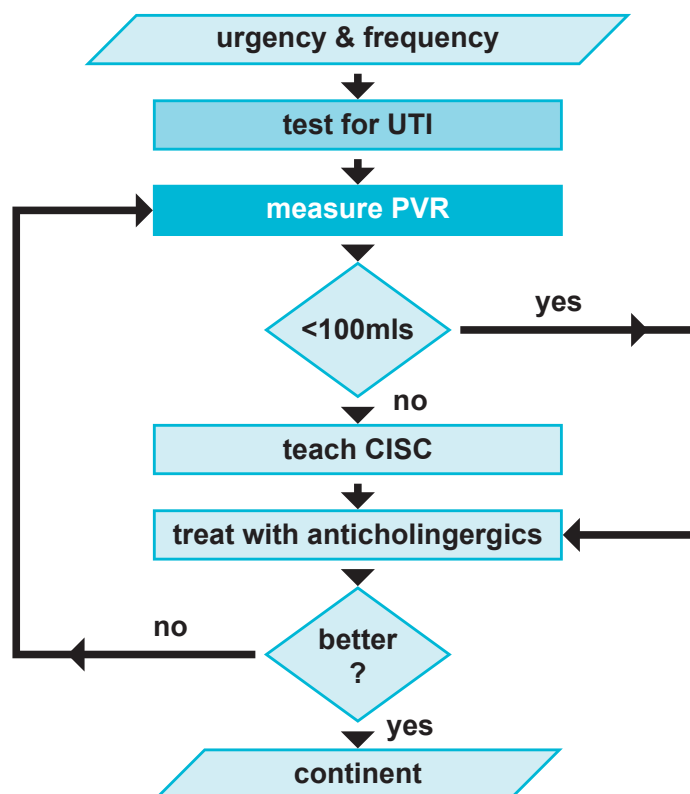 urgency & frequency
test for UTI
measure PVR
<100mls
yes
no
teach CISC
treat with anticholingergics
no
better
?
yes
continent